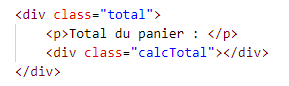 <div class="total">
<p>Total du panier : </p>
<div class="calcTotal"></div>
</div>